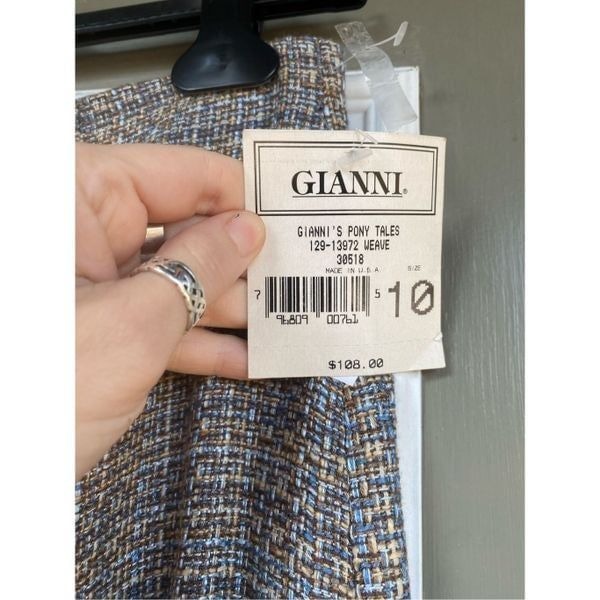 GIANNI®
GIANNI'S PONY TALES
129-13972 WEAVE
30518
MADE IN U.S.A
SIZE
10
7 96809 00761 5
$108.00